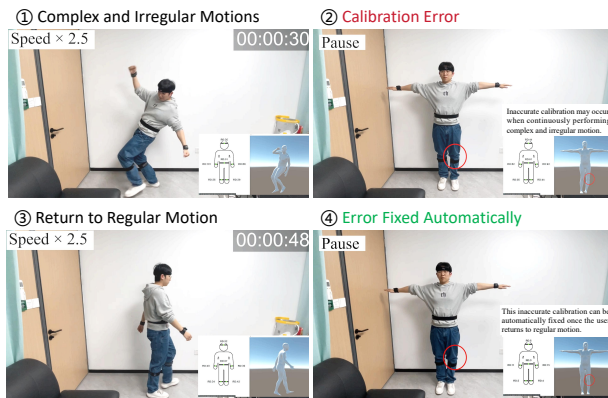 ① Complex and Irregular Motions
Speed × 2.5
00:00:30
② Calibration Error
Pause
Inaccurate calibration may occur
when continuously performing
complex and irregular motion.
③ Return to Regular Motion
Speed × 2.5
00:00:48
④ Error Fixed Automatically
Pause
This inaccurate calibration can be
automatically fixed once the user
returns to regular motion.